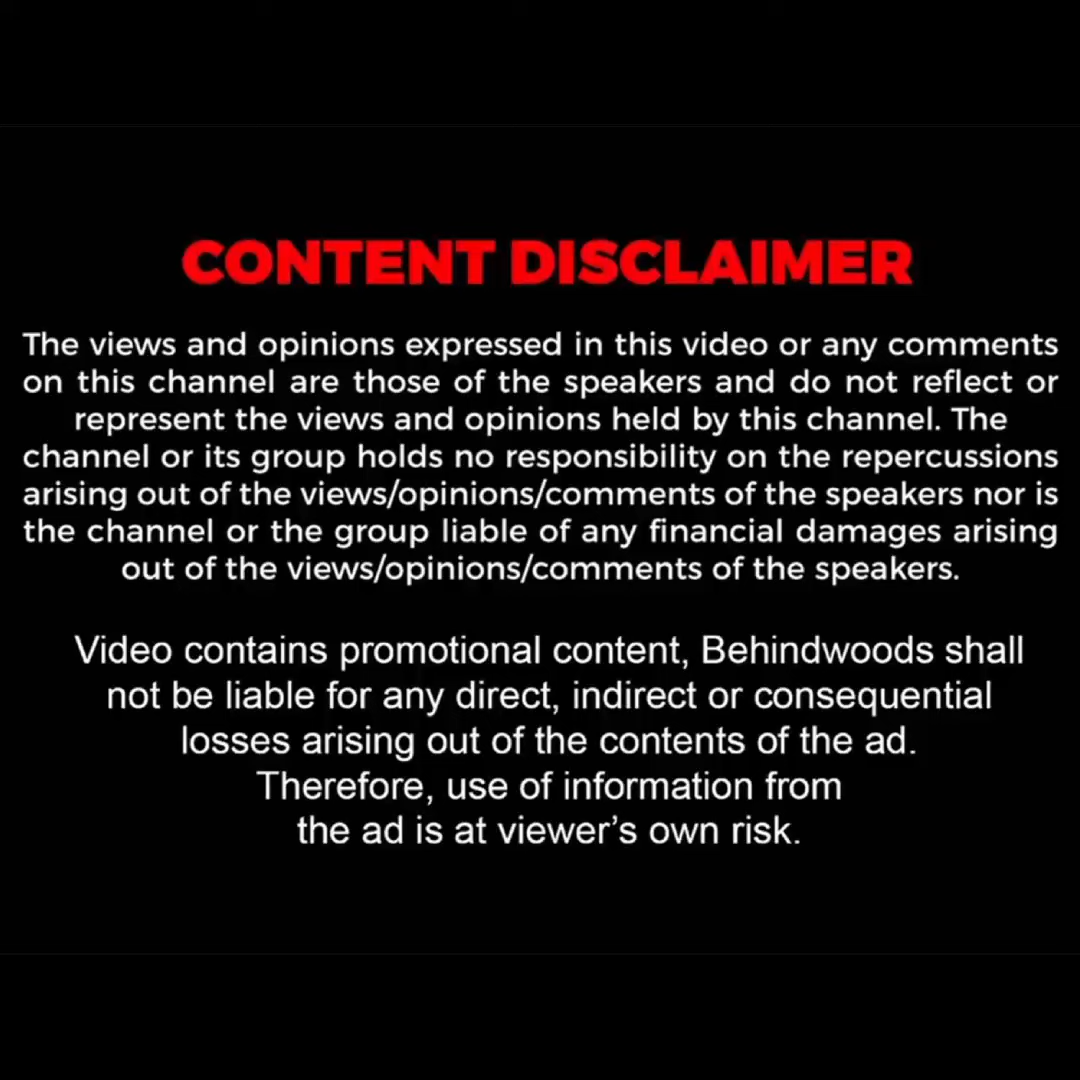 CONTENT DISCLAIMER
The views and opinions expressed in this video or any comments
on this channel are those of the speakers and do not reflect or
represent the views and opinions held by this channel. The
channel or its group holds no responsibility on the repercussions
arising out of the views/opinions/comments of the speakers nor is
the channel or the group liable of any financial damages arising
out of the views/opinions/comments of the speakers.
Video contains promotional content, Behindwoods shall
not be liable for any direct, indirect or consequential
losses arising out of the contents of the ad.
Therefore, use of information from
the ad is at viewer’s own risk.